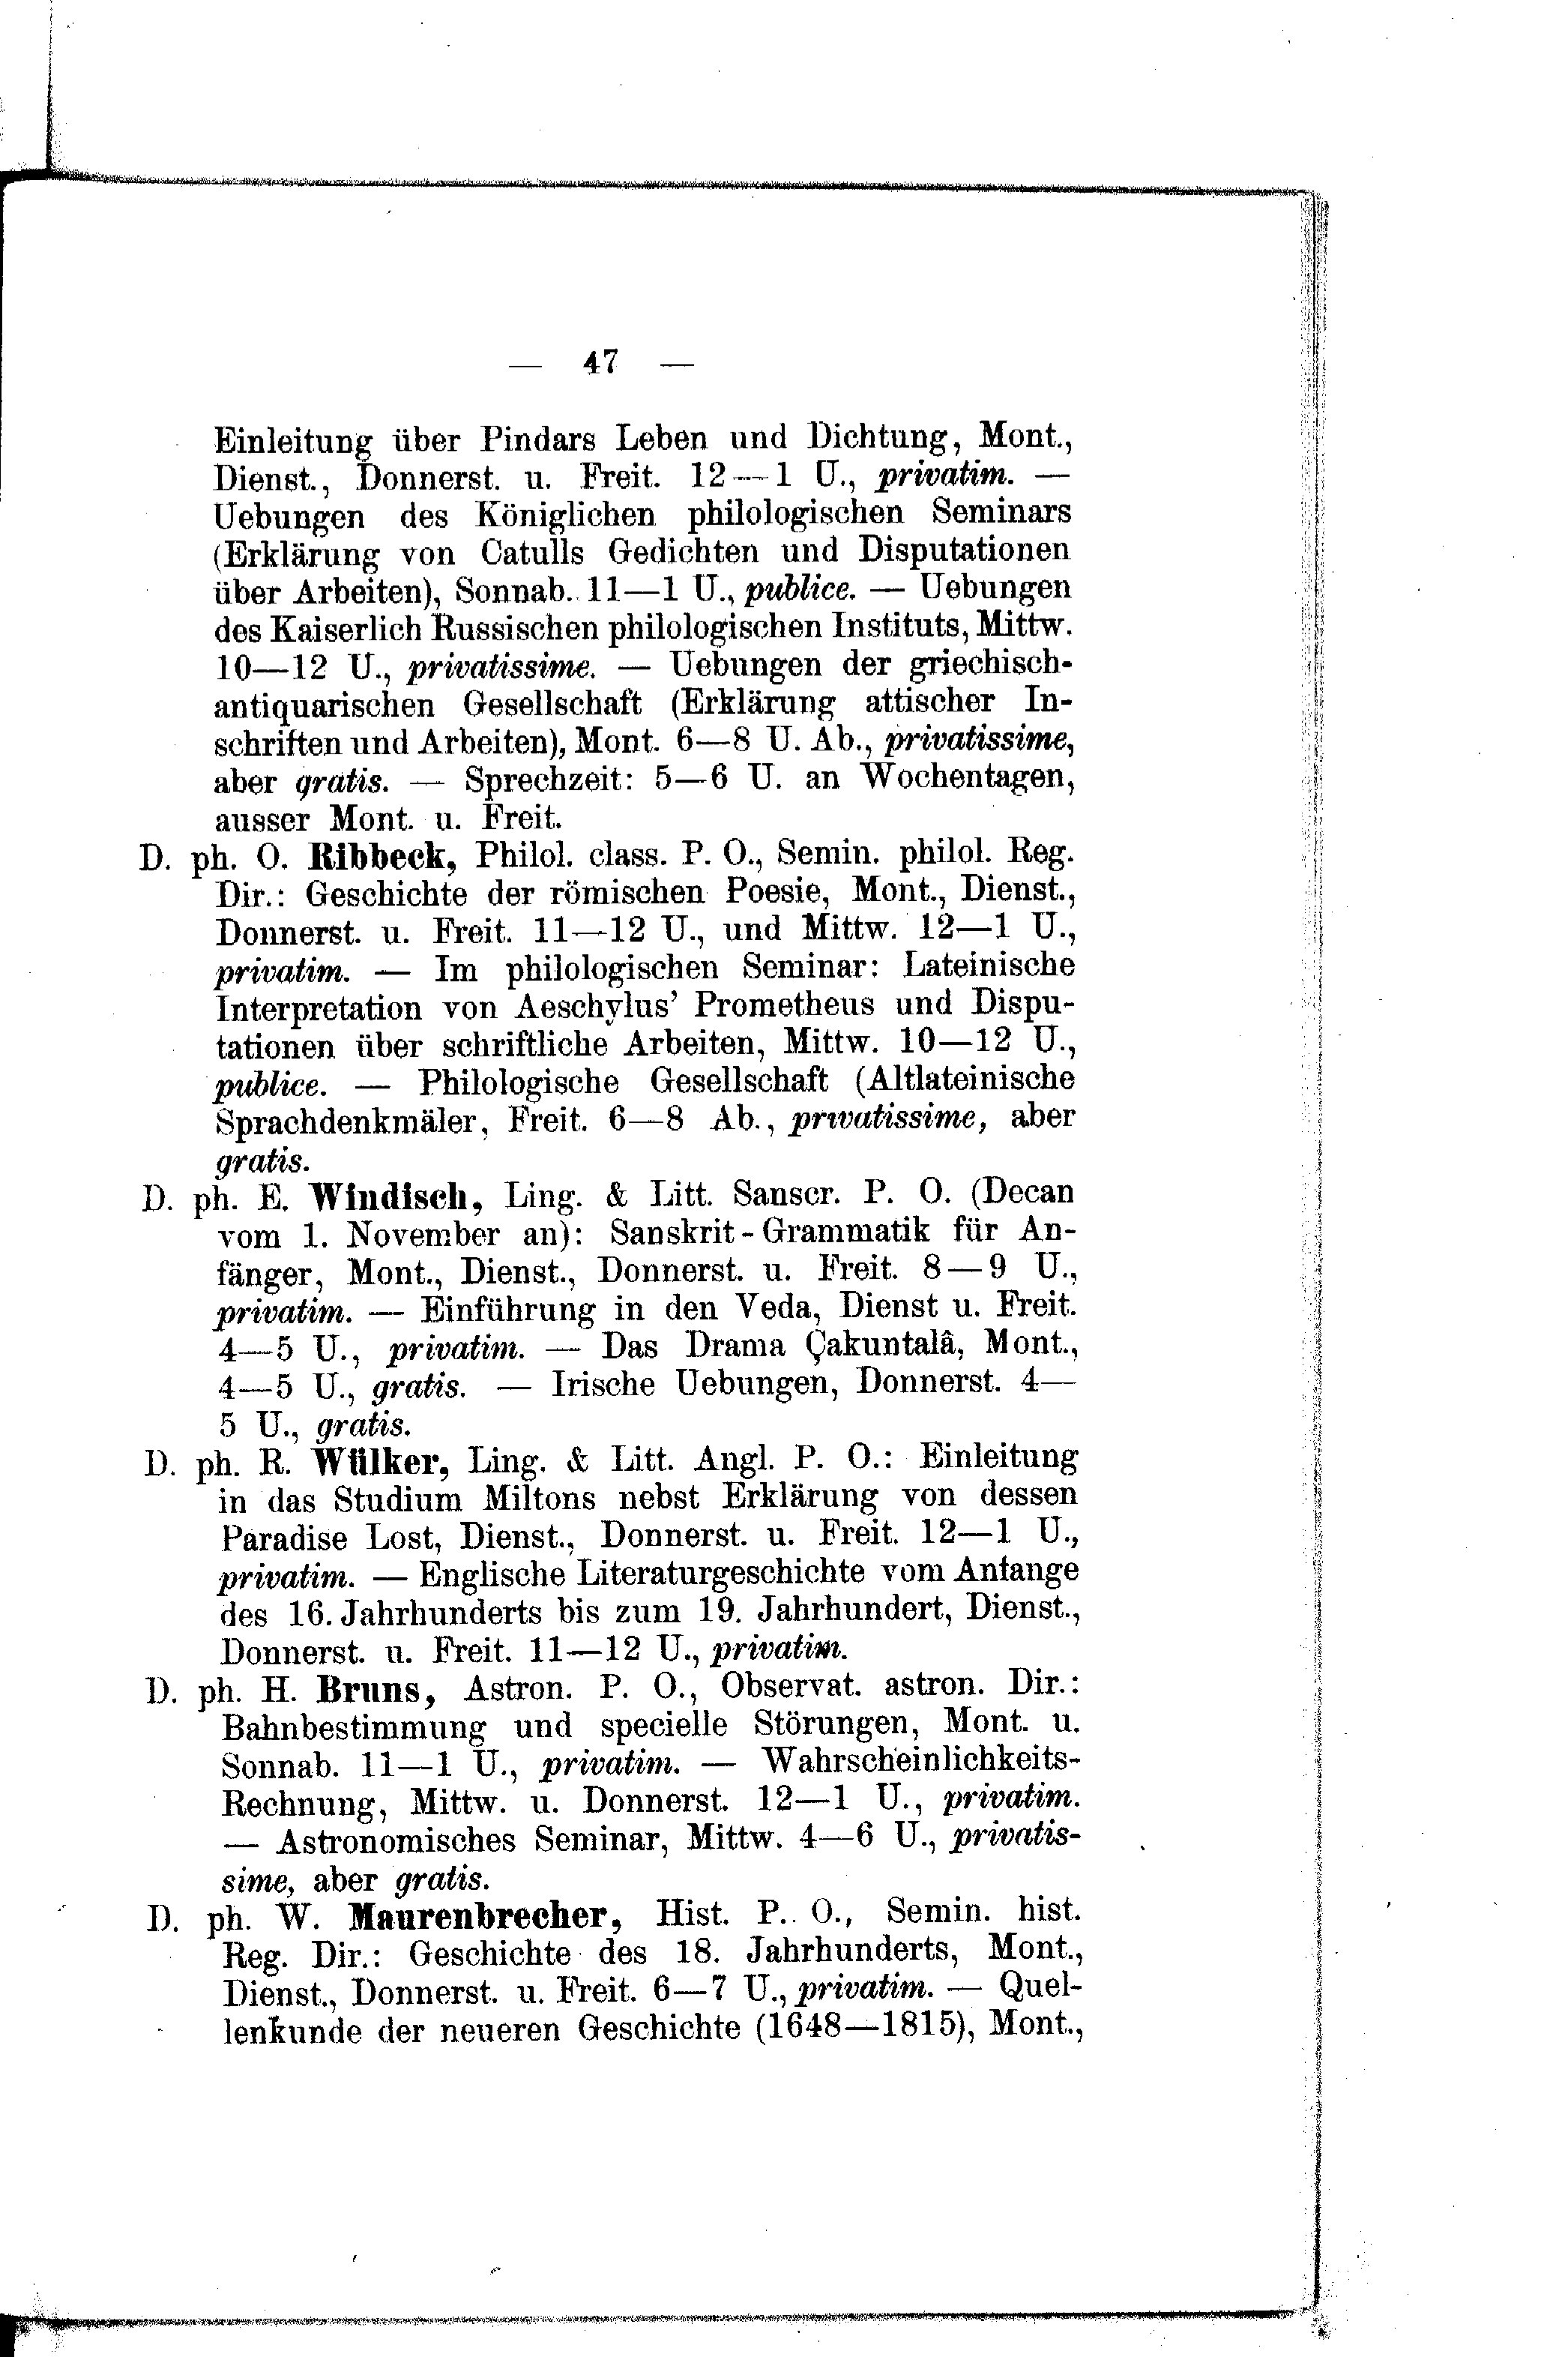 — 47 —
Einleitung über Pindars Leben und Dichtung, Mont.,
Dienst., Donnerst. u. Freit. 12—1 U., privatim. —
Uebungen des Königlichen philologischen Seminars
(Erklärung von Catulls Gedichten und Disputationen
über Arbeiten), Sonnab. 11—1 U., publice. — Uebungen
des Kaiserlich Russischen philologischen Instituts, Mittw.
10—12 U., privatissime. — Uebungen der griechisch-
antiquarischen Gesellschaft (Erklärung attischer In-
schriften und Arbeiten), Mont. 6—8 U. Ab., privatissime,
aber gratis. — Sprechzeit: 5—6 U. an Wochentagen,
ausser Mont. u. Freit.
D. ph. O. Ribbeck, Philol. class. P. O., Semin. philol. Reg.
Dir.: Geschichte der römischen Poesie, Mont., Dienst.,
Donnerst. u. Freit. 11—12 U., und Mittw. 12—1 U.,
privatim. — Im philologischen Seminar: Lateinische
Interpretation von Aeschylus’ Prometheus und Dispu-
tationen über schriftliche Arbeiten, Mittw. 10—12 U.,
publice. — Philologische Gesellschaft (Altlateinische
Sprachdenkmäler, Freit. 6—8 Ab., privatissime, aber
gratis.
D. ph. E. Windisch, Ling. & Litt. Sanscr. P. O. (Decan
vom 1. November an): Sanskrit-Grammatik für An-
fänger, Mont., Dienst., Donnerst. u. Freit. 8—9 U.,
privatim. — Einführung in den Veda, Dienst u. Freit.
4—5 U., privatim. — Das Drama Çakuntalâ, Mont.,
4—5 U., gratis. — Irische Uebungen, Donnerst. 4—
5 U., gratis.
D. ph. R. Wülker, Ling. & Litt. Angl. P. O.: Einleitung
in das Studium Miltons nebst Erklärung von dessen
Paradise Lost, Dienst., Donnerst. u. Freit. 12—1 U.,
privatim. — Englische Literaturgeschichte vom Anfange
des 16. Jahrhunderts bis zum 19. Jahrhundert, Dienst.,
Donnerst. u. Freit. 11—12 U., privatim.
D. ph. H. Bruns, Astron. P. O., Observat. astron. Dir.:
Bahnbestimmung und specielle Störungen, Mont. u.
Sonnab. 11—1 U., privatim. — Wahrscheinlichkeits-
Rechnung, Mittw. u. Donnerst. 12—1 U., privatim.
— Astronomisches Seminar, Mittw. 4—6 U., privatis-
sime, aber gratis.
D. ph. W. Maurenbrecher, Hist. P. O., Semin. hist.
Reg. Dir.: Geschichte des 18. Jahrhunderts, Mont.,
Dienst., Donnerst. u. Freit. 6—7 U., privatim. — Quel-
lenkunde der neueren Geschichte (1648—1815), Mont.,